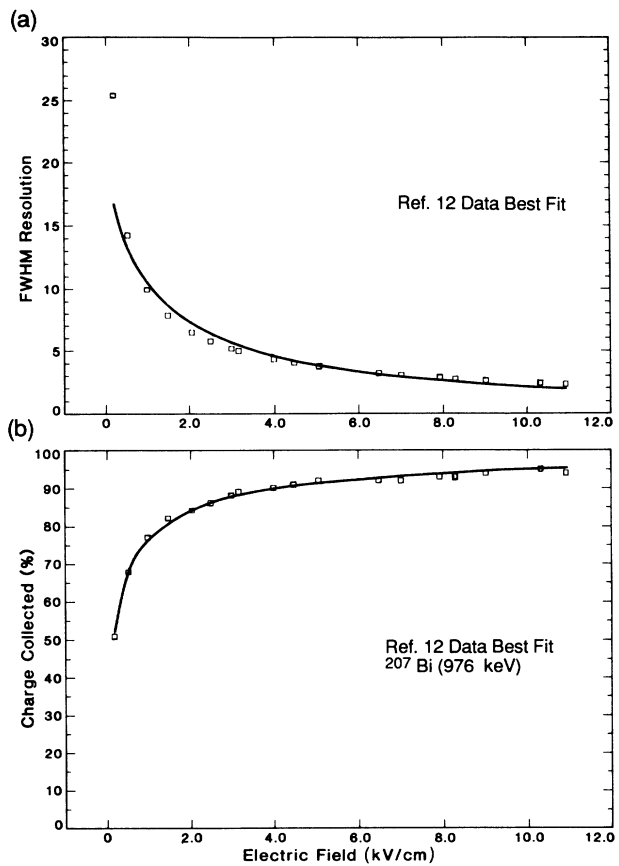 (a)
30
25
20
15
10
5
0
FWHM Resolution
Ref. 12 Data Best Fit
0 2.0 4.0 6.0 8.0 10.0 12.0
(b)
100
90
80
70
60
50
40
30
20
10
0
Charge Collected (%)
Ref. 12 Data Best Fit
207 Bi (976 keV)
0 2.0 4.0 6.0 8.0 10.0 12.0
Electric Field (kV/cm)